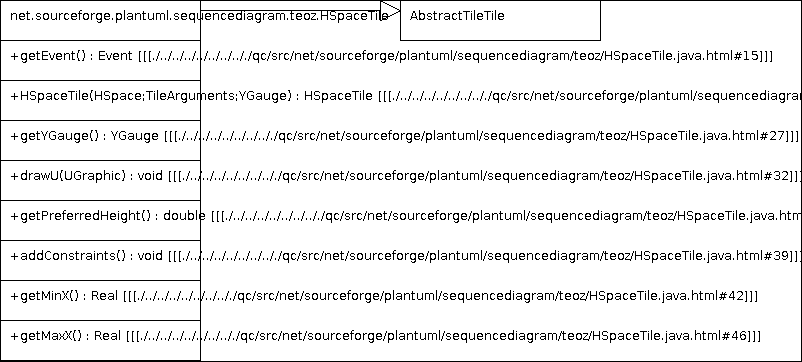 net.sourceforge.plantuml.sequencediagram.teoz.HSpaceTile
AbstractTileTile
+getEvent() : Event [[[./../../../../../../../../qc/src/net/sourceforge/plantuml/sequencediagram/teoz/HSpaceTile.java.html#15]]]
+HSpaceTile(HSpace;TileArguments;YGauge) : HSpaceTile [[[./../../../../../../../../qc/src/net/sourceforge/plantuml/sequencediagra
+getYGauge() : YGauge [[[./../../../../../../../../qc/src/net/sourceforge/plantuml/sequencediagram/teoz/HSpaceTile.java.html#27]]]
+drawU(UGraphic) : void [[[./../../../../../../../../qc/src/net/sourceforge/plantuml/sequencediagram/teoz/HSpaceTile.java.html#32]]]
+getPreferredHeight() : double [[[./../../../../../../../../qc/src/net/sourceforge/plantuml/sequencediagram/teoz/HSpaceTile.java.htm
+addConstraints() : void [[[./../../../../../../../../qc/src/net/sourceforge/plantuml/sequencediagram/teoz/HSpaceTile.java.html#39]]]
+getMinX() : Real [[[./../../../../../../../../qc/src/net/sourceforge/plantuml/sequencediagram/teoz/HSpaceTile.java.html#42]]]
+getMaxX() : Real [[[./../../../../../../../../qc/src/net/sourceforge/plantuml/sequencediagram/teoz/HSpaceTile.java.html#46]]]